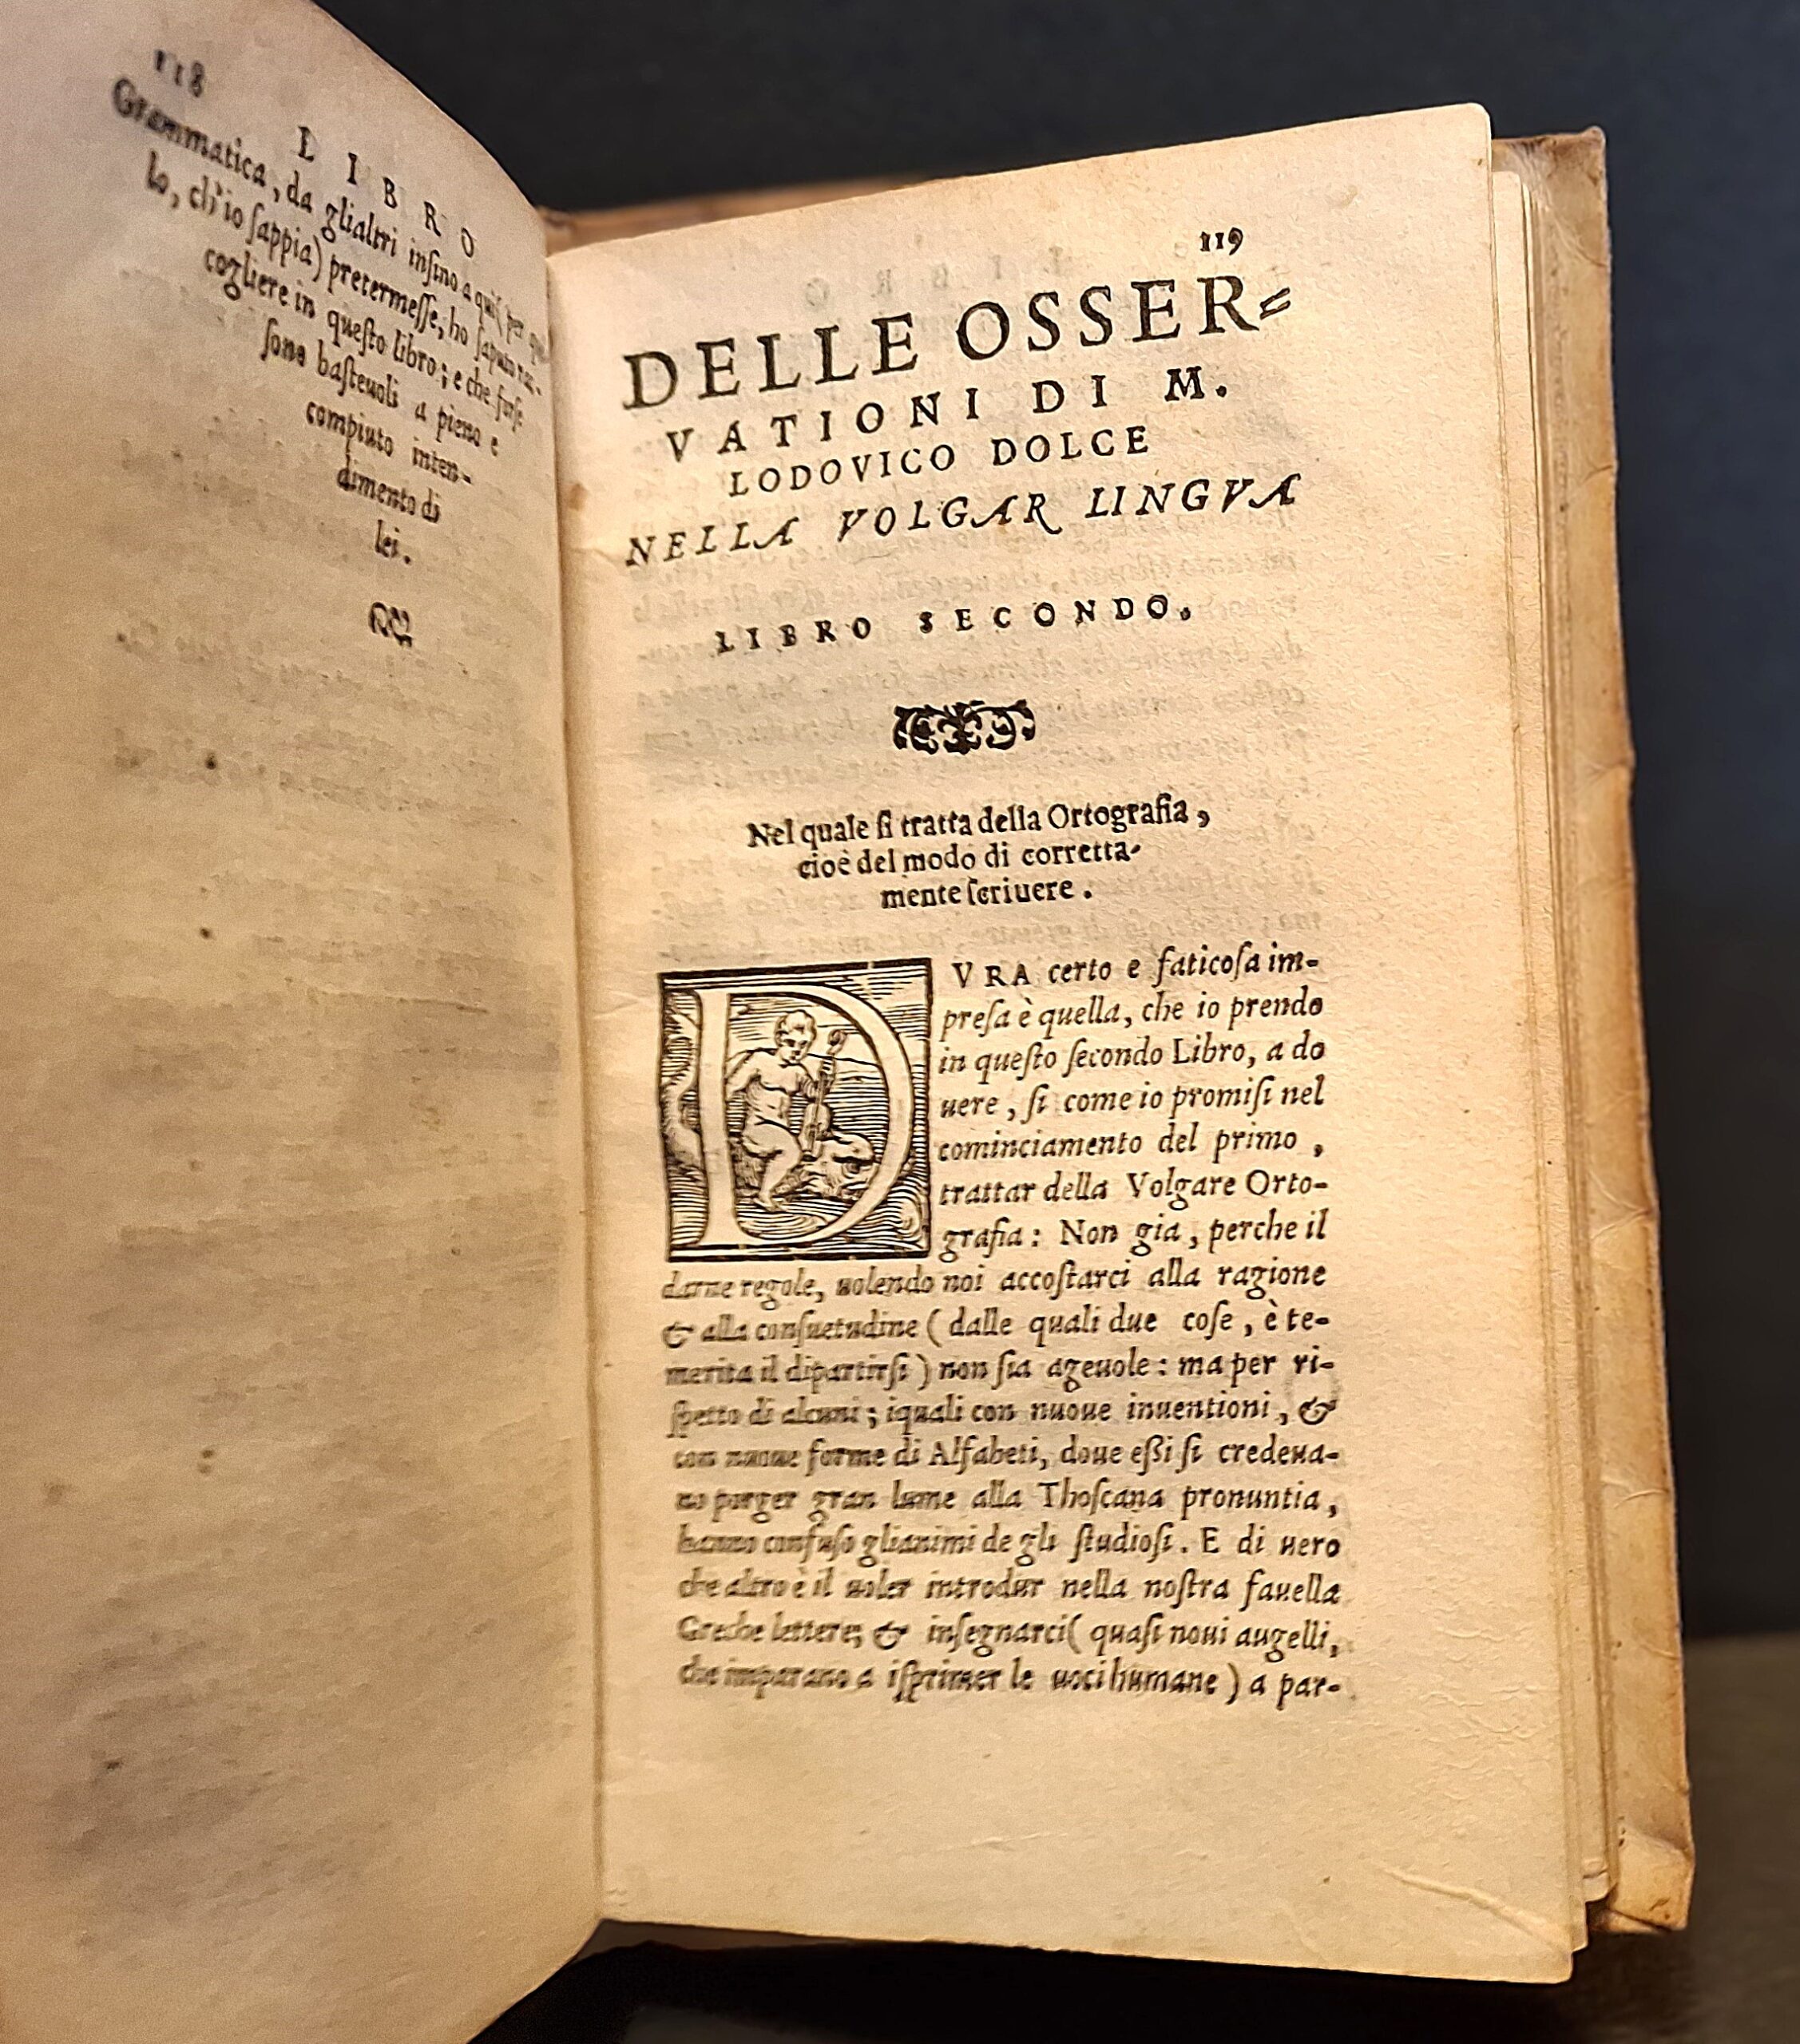 118
LIBRO
Grammatica, da glialtri inſino a qui (per quel
lo, ch'io ſappia) pretermeſſe, ho ſaputo rac-
cogliere in queſto libro; e che forſe
ſono baſteuoli a pieno e
compiuto inten-
dimento di
lei.
119
DELLE OSSER-
VATIONI DI M.
LODOVICO DOLCE
NELLA VOLGAR LINGVA
LIBRO SECONDO.
Nel quale ſi tratta della Ortografia,
cioè del modo di corretta-
mente ſcriuere.
DVRA certo e faticoſa im-
preſa è quella, che io prendo
in queſto ſecondo Libro, a do
uere, ſi come io promiſi nel
cominciamento del primo,
trattar della Volgare Orto-
grafia: Non gia, perche il
darne regole, uolendo noi accoſtarci alla ragione
& alla conſuetudine (dalle quali due coſe, è te-
merita il dipartirſi) non ſia ageuole: ma per ri-
ſpetto di alcuni; iquali con nuoue inuentioni, &
con nuoue forme di Alfabeti, doue eßi ſi credeua-
no porger gran lume alla Thoſcana pronuntia,
hanno confuſo glianimi de gli ſtudioſi. E di uero
che altro è il uoler introdur nella noſtra fauella
Greche lettere; & inſegnarci (quaſi noui augelli,
che imparano a iſprimer le uoci humane) a par-